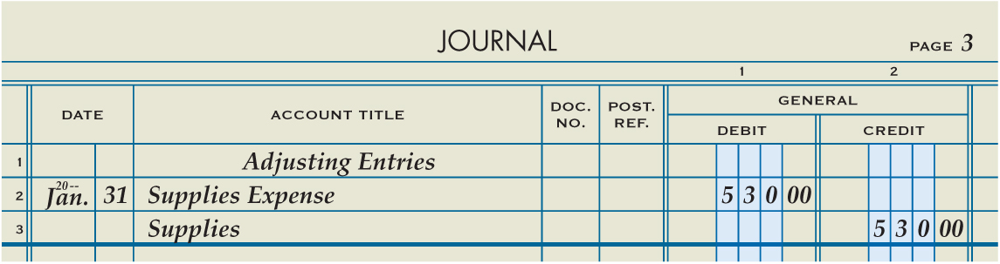 JOURNAL PAGE 3
1 2
DATE ACCOUNT TITLE DOC. NO. POST. REF. GENERAL
DEBIT CREDIT
1 Adjusting Entries
2 20-- Jan. 31 Supplies Expense 5 3 0 00
3 Supplies 5 3 0 00